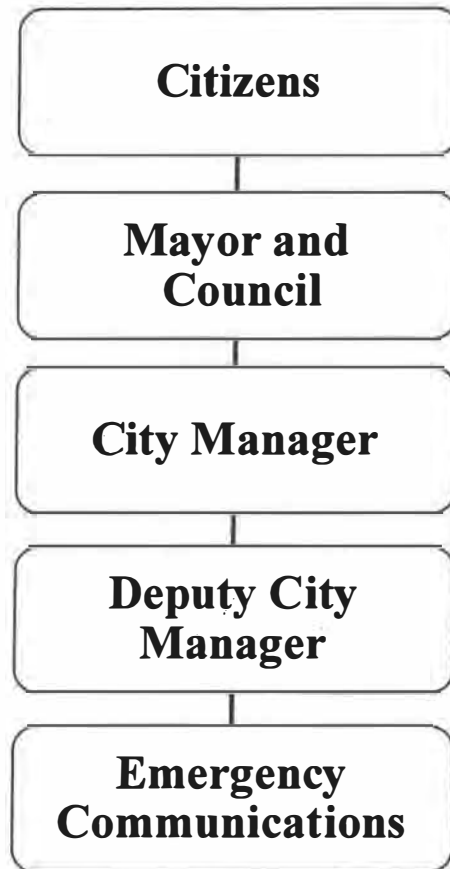 Citizens
Mayor and
Council
City Manager
Deputy City
Manager
Emergency
Communications